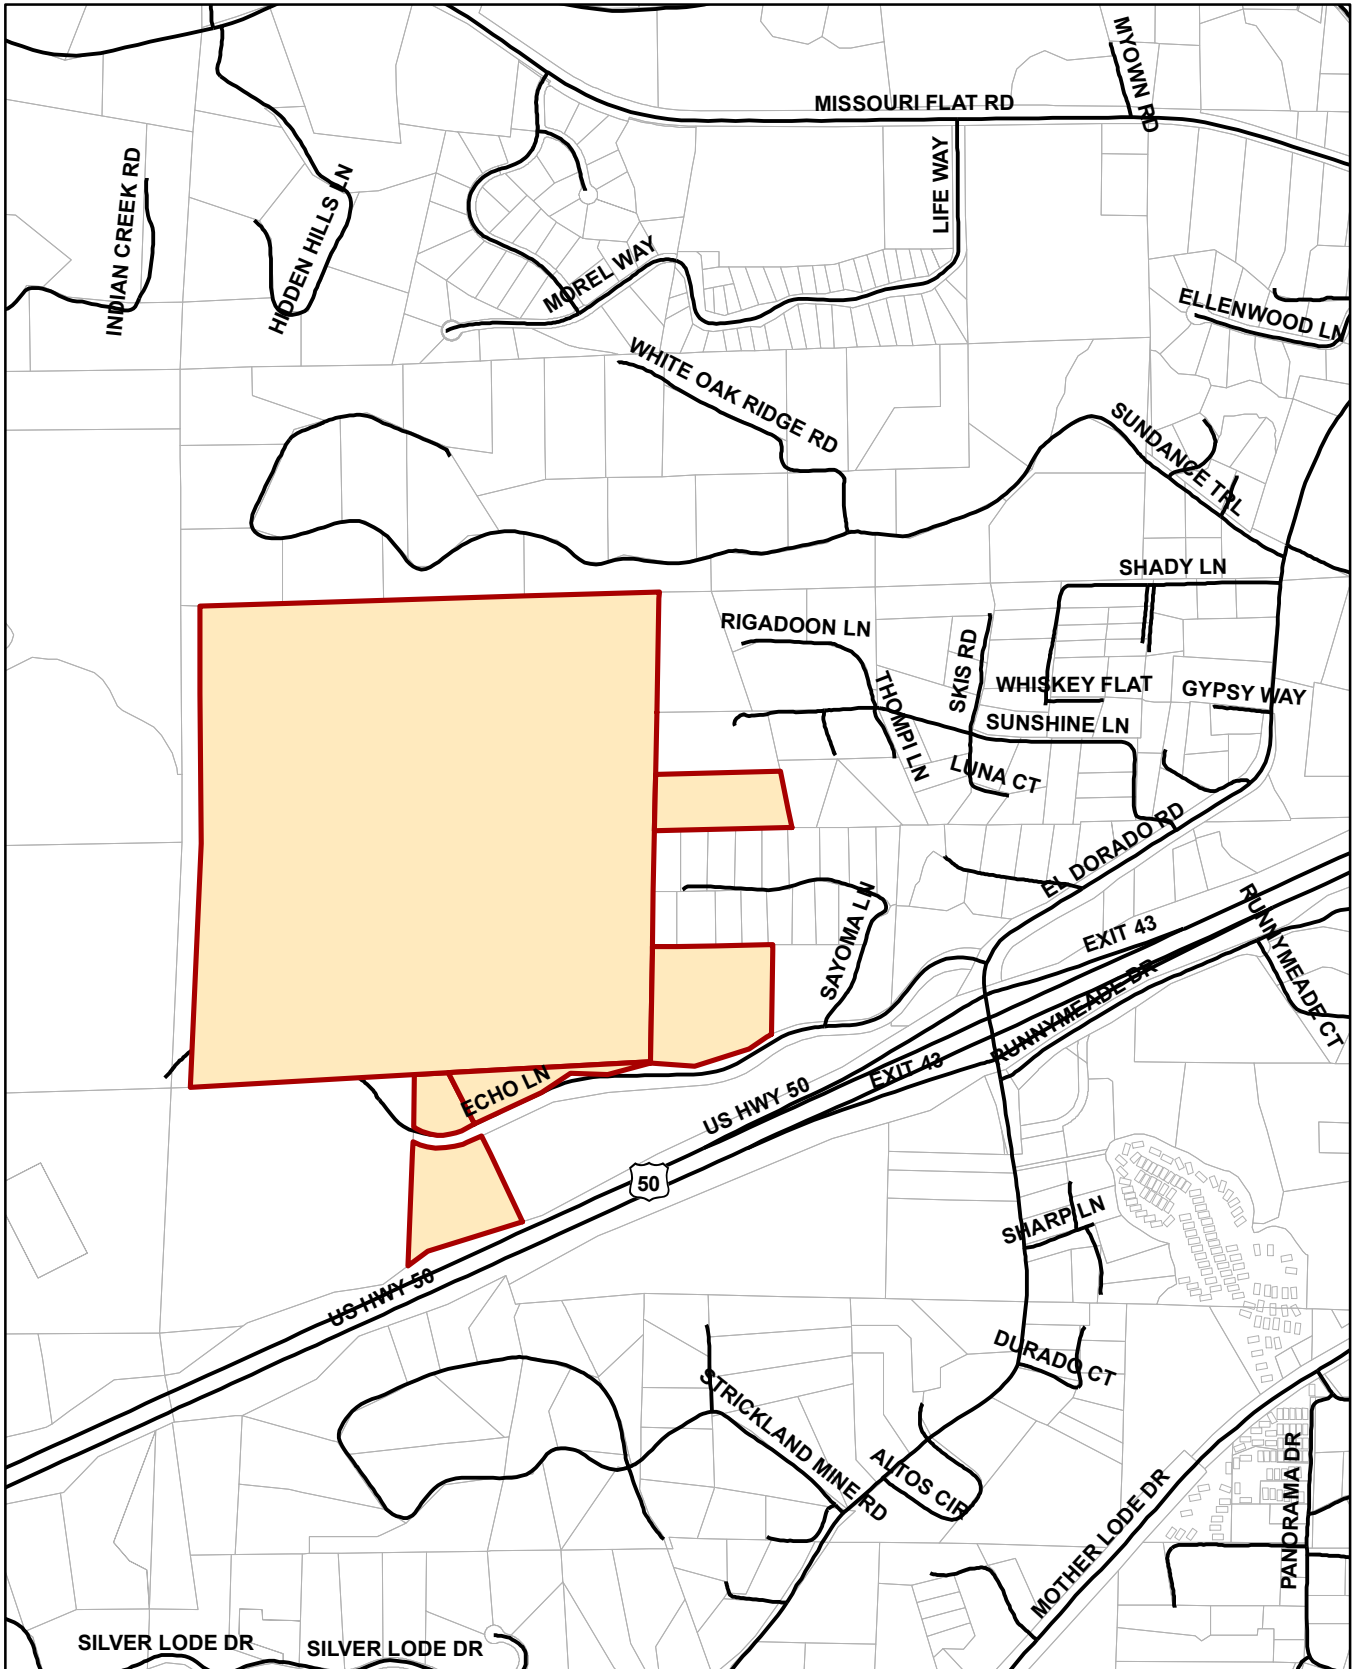 MYOWN RD
MISSOURI FLAT RD
LIFE WAY
INDIAN CREEK RD
HIDDEN HILLS LN
MOREL WAY
ELLENWOOD LN
WHITE OAK RIDGE RD
SUNDANCE TRL
SHADY LN
RIGADOON LN
SKIS RD
WHISKEY FLAT
GYPSY WAY
THOMPI LN
SUNSHINE LN
LUNA CT
EL DORADO RD
SAYOMA LN
EXIT 43
RUNNYMEADE CT
RUNNYMEADE DR
EXIT 43
ECHO LN
US HWY 50
50
SHARP LN
US HWY 50
DURADO CT
STRICKLAND MINE RD
ALTOS CIR
MOTHER LODE DR
PANORAMA DR
SILVER LODE DR
SILVER LODE DR